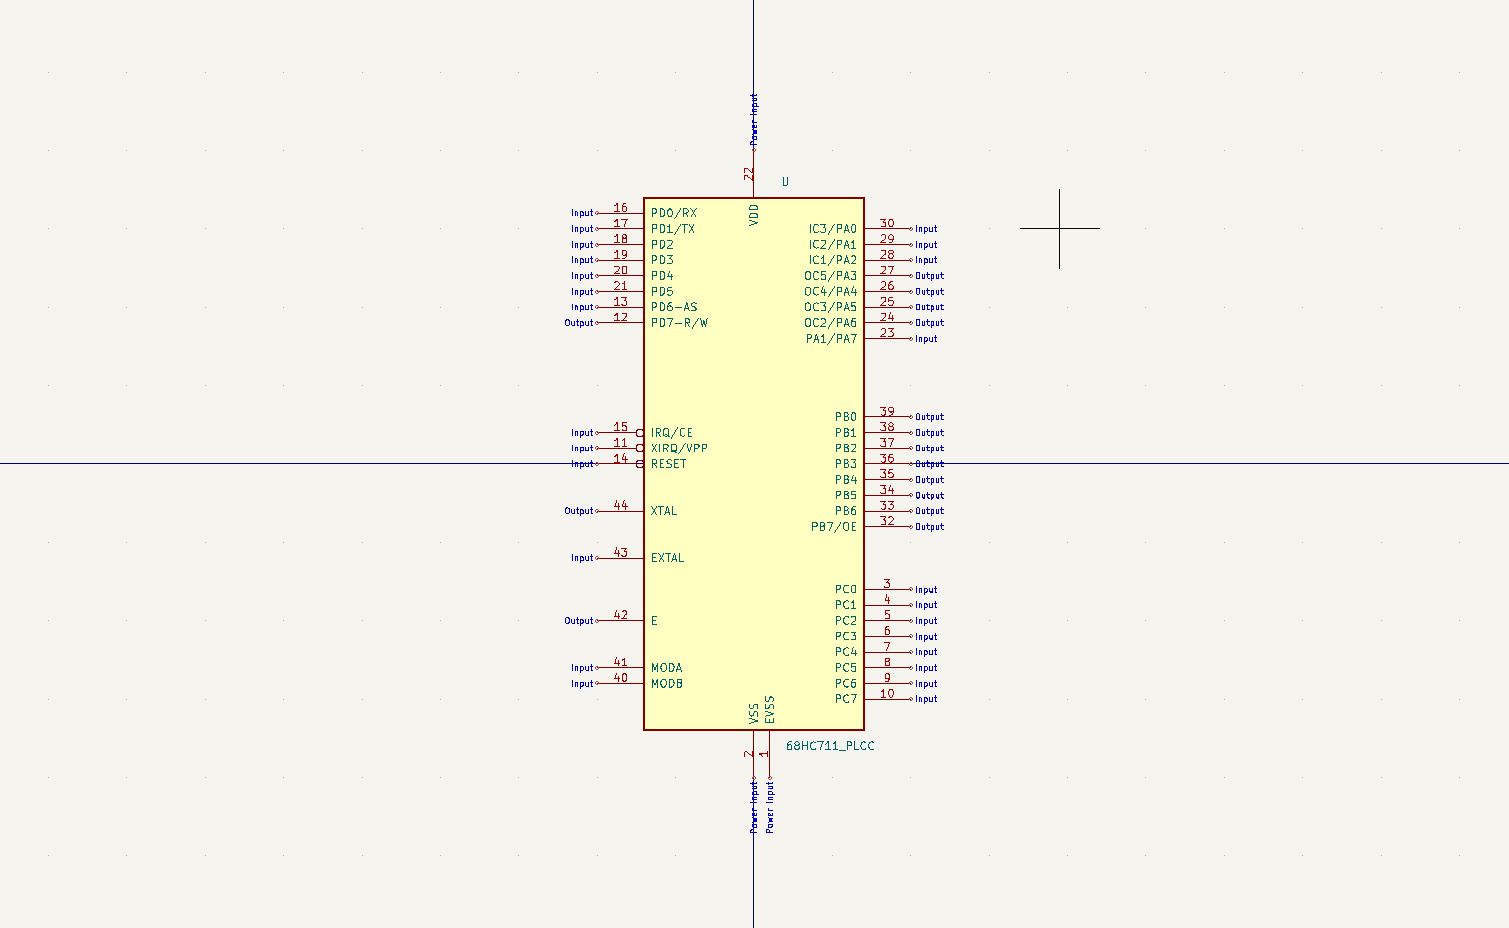 Power Input
22
U
VDD
Input 16 PD0/RX
Input 17 PD1/TX
IC3/PA0 30 Input
Input 18 PD2
IC2/PA1 29 Input
Input 19 PD3
IC1/PA2 28 Input
Input 20 PD4
OC5/PA3 27 Output
Input 21 PD5
OC4/PA4 26 Output
Input 13 PD6-AS
OC3/PA5 25 Output
Output 12 PD7-R/W
OC2/PA6 24 Output
PA1/PA7 23 Input
PB0 39 Output
Input 15 IRQ/CE
PB1 38 Output
Input 11 XIRQ/VPP
PB2 37 Output
Input 14 RESET
PB3 36 Output
PB4 35 Output
PB5 34 Output
Output 44 XTAL
PB6 33 Output
PB7/OE 32 Output
Input 43 EXTAL
PC0 3 Input
PC1 4 Input
Output 42 E
PC2 5 Input
PC3 6 Input
PC4 7 Input
Input 41 MODA
PC5 8 Input
Input 40 MODB
PC6 9 Input
PC7 10 Input
VSS
EVSS
68HC711_PLCC
2
1
Power Input
Power Input